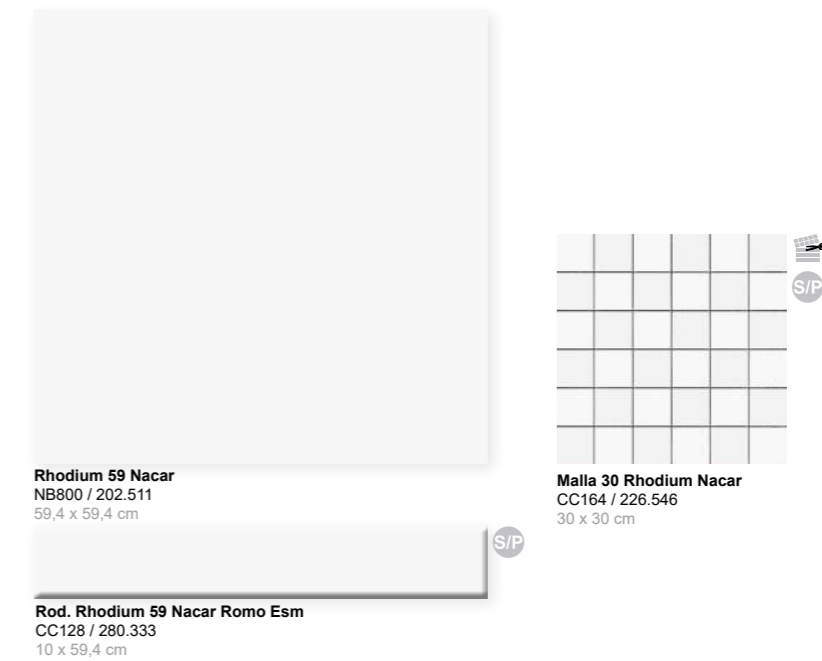 Rhodium 59 Nacar
NB800 / 202.511
59,4 x 59,4 cm
S/P
Rod. Rhodium 59 Nacar Romo Esm
CC128 / 280.333
10 x 59,4 cm
S/P
Malla 30 Rhodium Nacar
CC164 / 226.546
30 x 30 cm